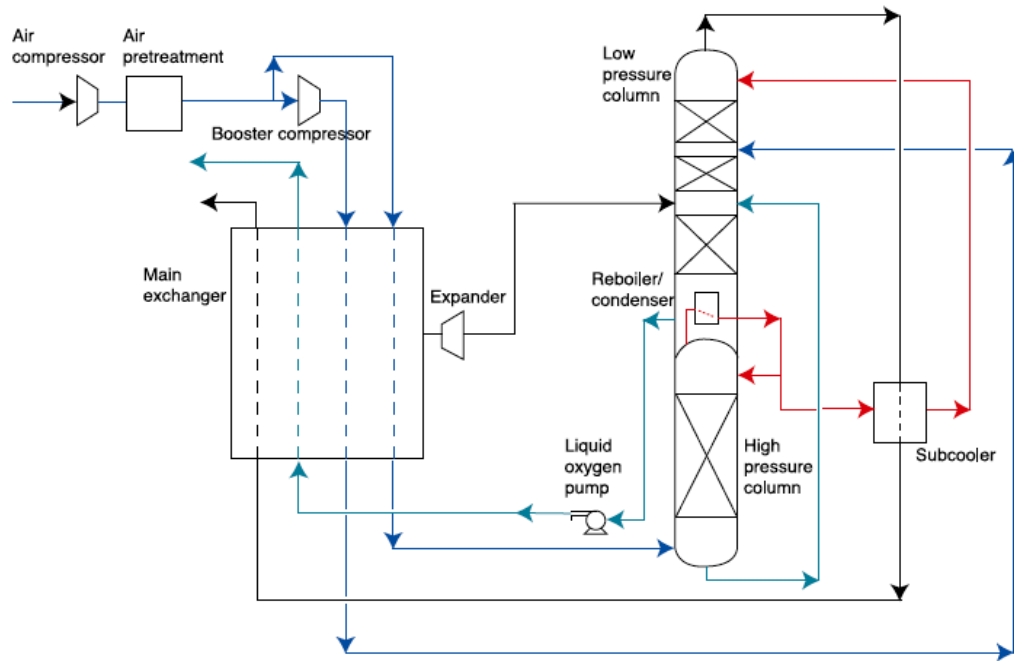 Air
compressor
Air
pretreatment
Booster compressor
Low
pressure
column
Main
exchanger
Expander
Reboiler/
condenser
Liquid
oxygen
pump
High
pressure
column
Subcooler